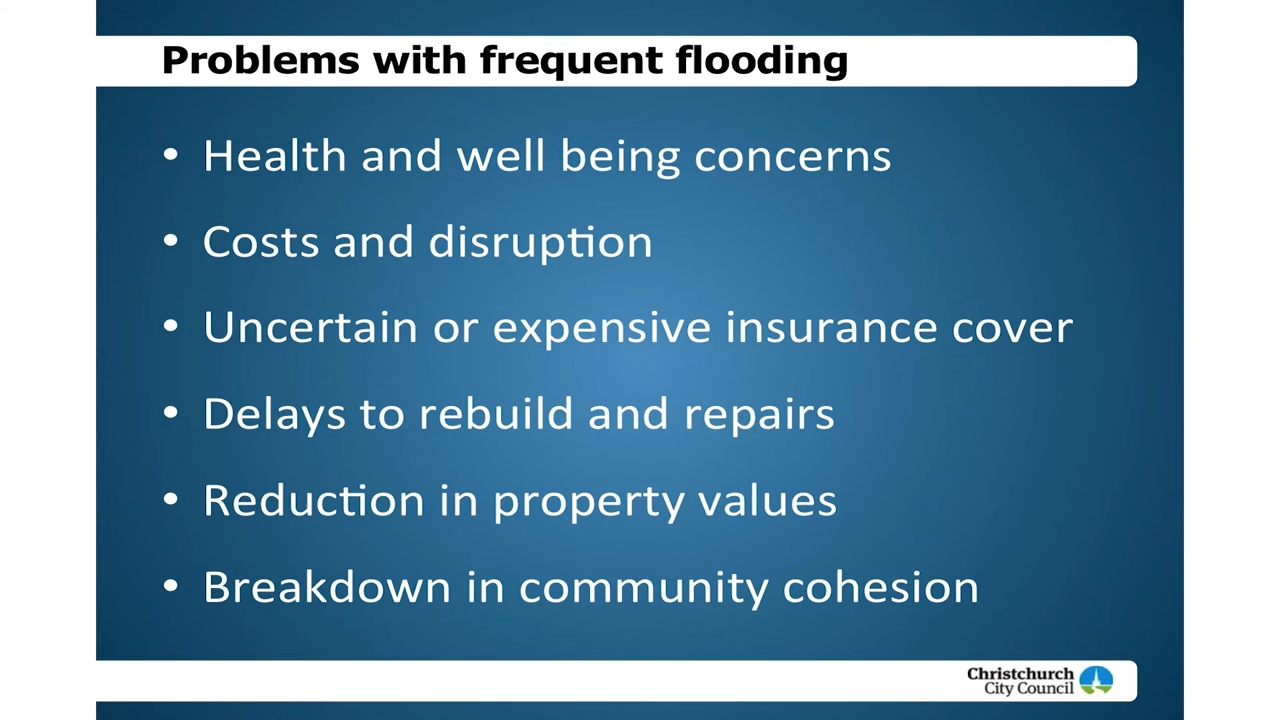 Problems with frequent flooding
• Health and well being concerns
• Costs and disruption
• Uncertain or expensive insurance cover
• Delays to rebuild and repairs
• Reduction in property values
• Breakdown in community cohesion
Christchurch
City Council